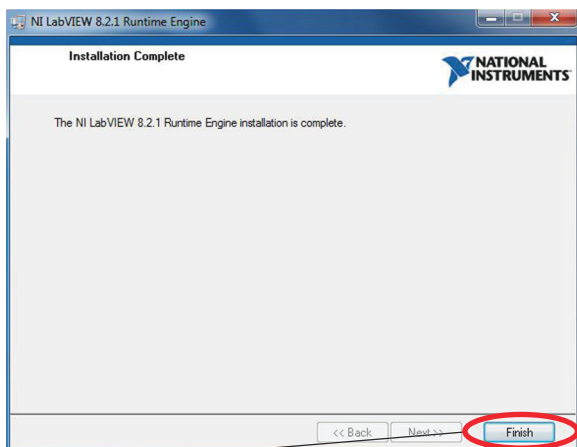 NI LabVIEW 8.2.1 Runtime Engine
Installation Complete
NATIONAL
INSTRUMENTS
The NI LabVIEW 8.2.1 Runtime Engine installation is complete.
<< Back Next >> Finish